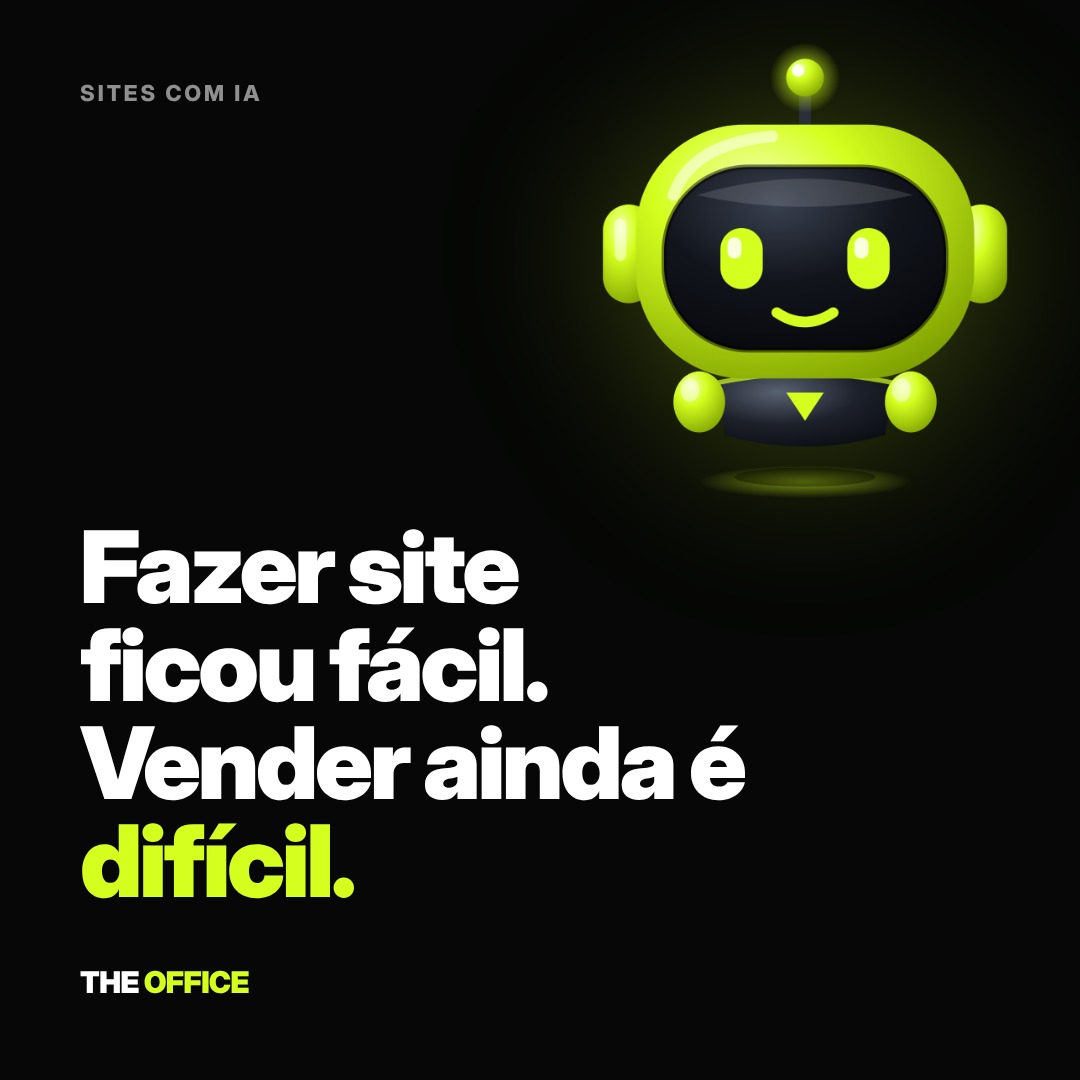 SITES COM IA
Fazer site
ficou fácil.
Vender ainda é
difícil.
THE OFFICE